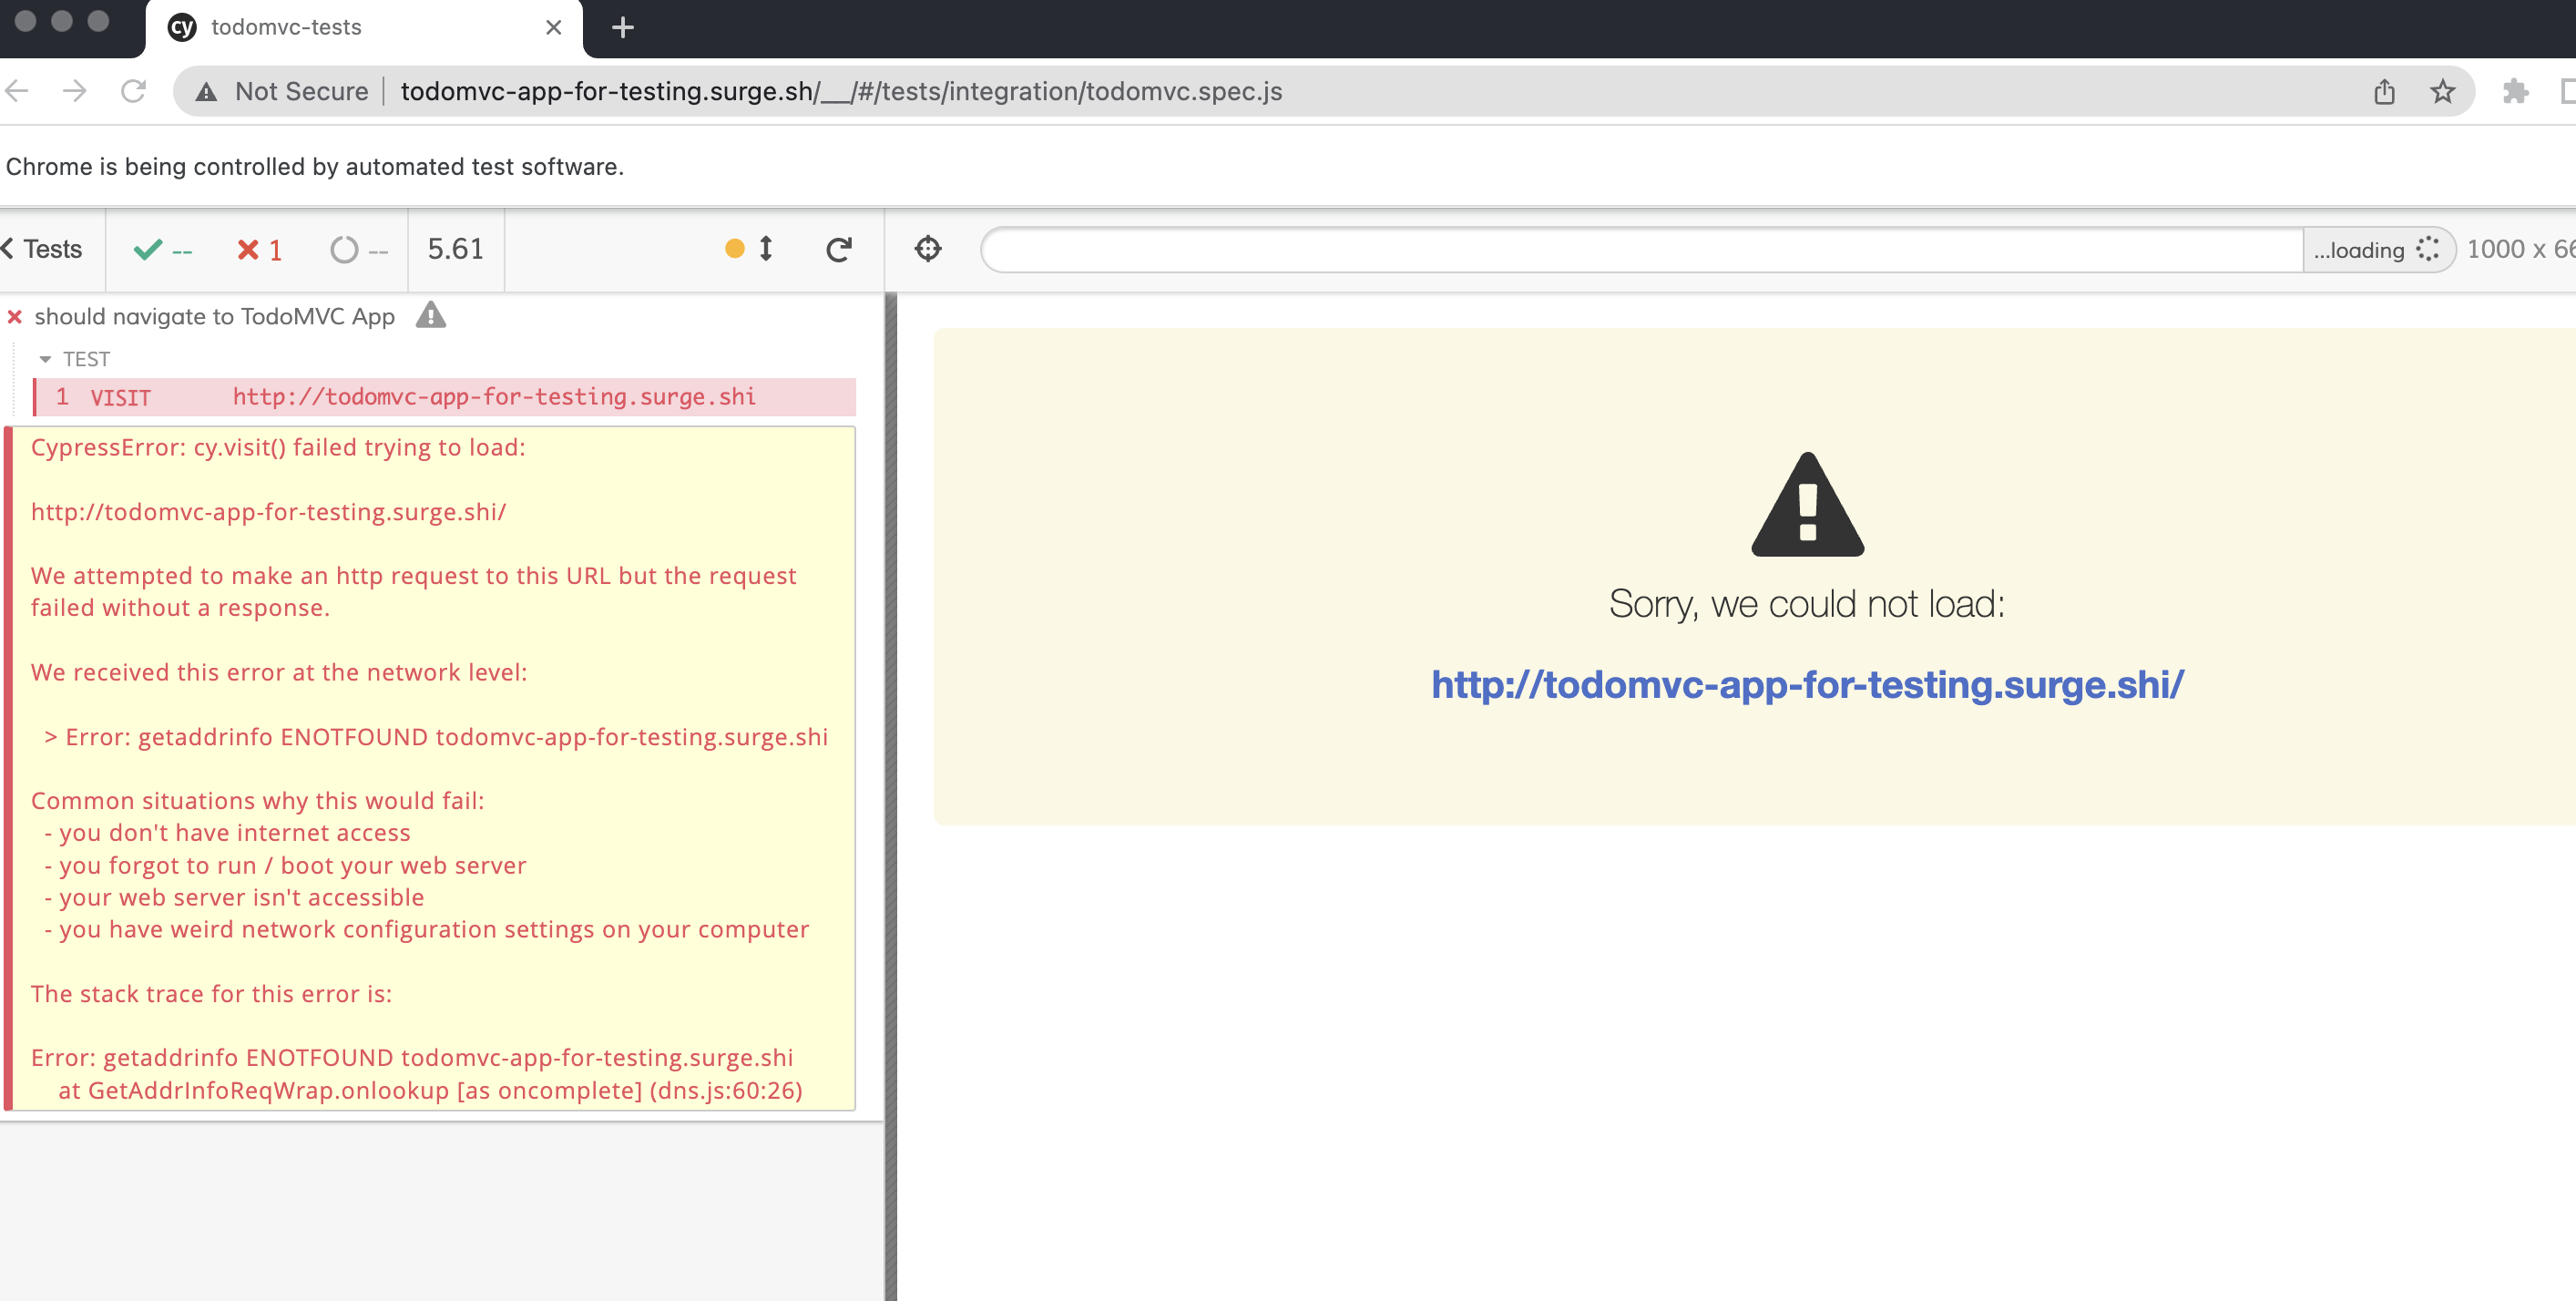 cy todomvc-tests
Not Secure | todomvc-app-for-testing.surge.sh/__/#/tests/integration/todomvc.spec.js
Chrome is being controlled by automated test software.
Tests -- 1 -- 5.61
...loading 1000 x 66
should navigate to TodoMVC App
TEST
1 VISIT http://todomvc-app-for-testing.surge.shi
CypressError: cy.visit() failed trying to load:
http://todomvc-app-for-testing.surge.shi/
We attempted to make an http request to this URL but the request
failed without a response.
We received this error at the network level:
> Error: getaddrinfo ENOTFOUND todomvc-app-for-testing.surge.shi
Common situations why this would fail:
- you don't have internet access
- you forgot to run / boot your web server
- your web server isn't accessible
- you have weird network configuration settings on your computer
The stack trace for this error is:
Error: getaddrinfo ENOTFOUND todomvc-app-for-testing.surge.shi
at GetAddrInfoReqWrap.onlookup [as oncomplete] (dns.js:60:26)
Sorry, we could not load:
http://todomvc-app-for-testing.surge.shi/